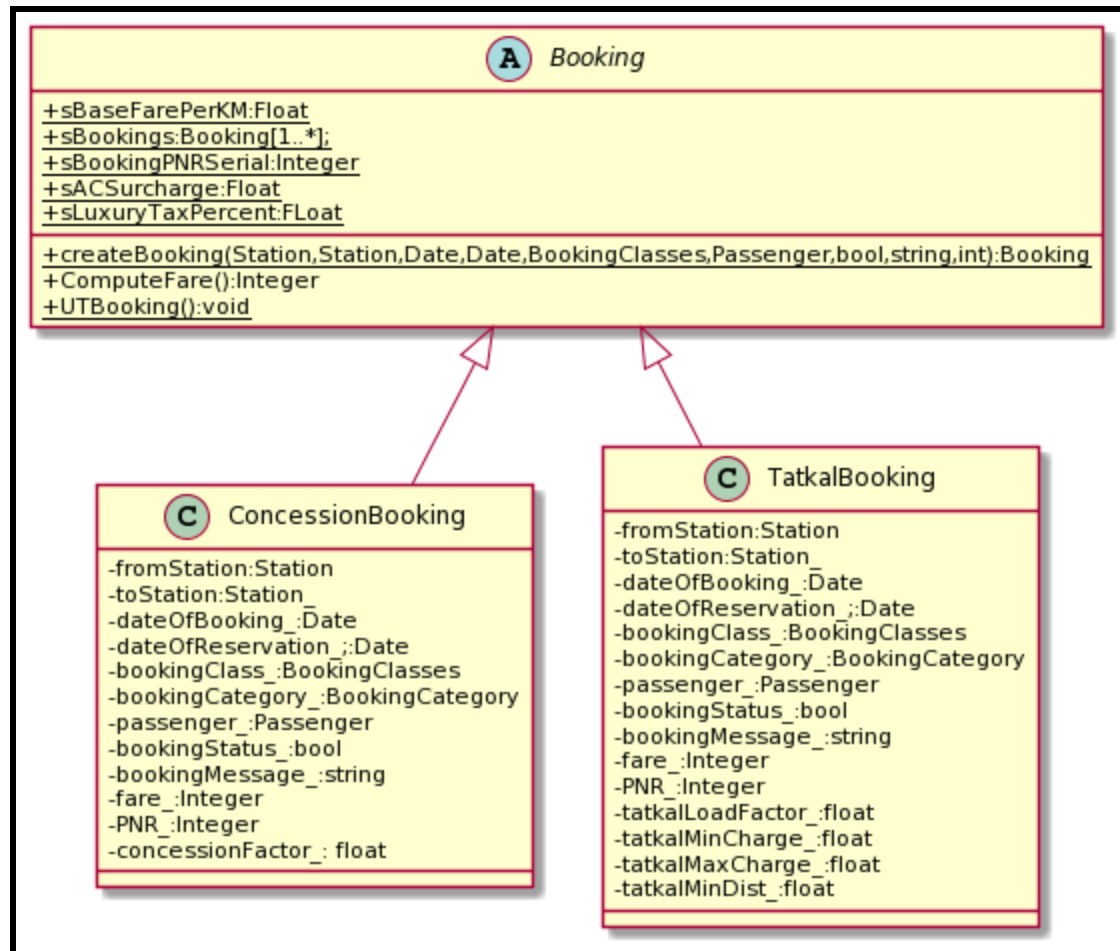 A Booking
+sBaseFarePerKM:Float
+sBookings:Booking[1..*];
+sBookingPNRSerial:Integer
+sACSurcharge:Float
+sLuxuryTaxPercent:FLoat
+createBooking(Station,Station,Date,Date,BookingClasses,Passenger,bool,string,int):Booking
+ComputeFare():Integer
+UTBooking():void
C ConcessionBooking
-fromStation:Station
-toStation:Station_
-dateOfBooking_:Date
-dateOfReservation_;:Date
-bookingClass_:BookingClasses
-bookingCategory_:BookingCategory
-passenger_:Passenger
-bookingStatus_:bool
-bookingMessage_:string
-fare_:Integer
-PNR_:Integer
-concessionFactor_: float
C TatkalBooking
-fromStation:Station
-toStation:Station_
-dateOfBooking_:Date
-dateOfReservation_;:Date
-bookingClass_:BookingClasses
-bookingCategory_:BookingCategory
-passenger_:Passenger
-bookingStatus_:bool
-bookingMessage_:string
-fare_:Integer
-PNR_:Integer
-tatkalLoadFactor_:float
-tatkalMinCharge_:float
-tatkalMaxCharge_:float
-tatkalMinDist_:float